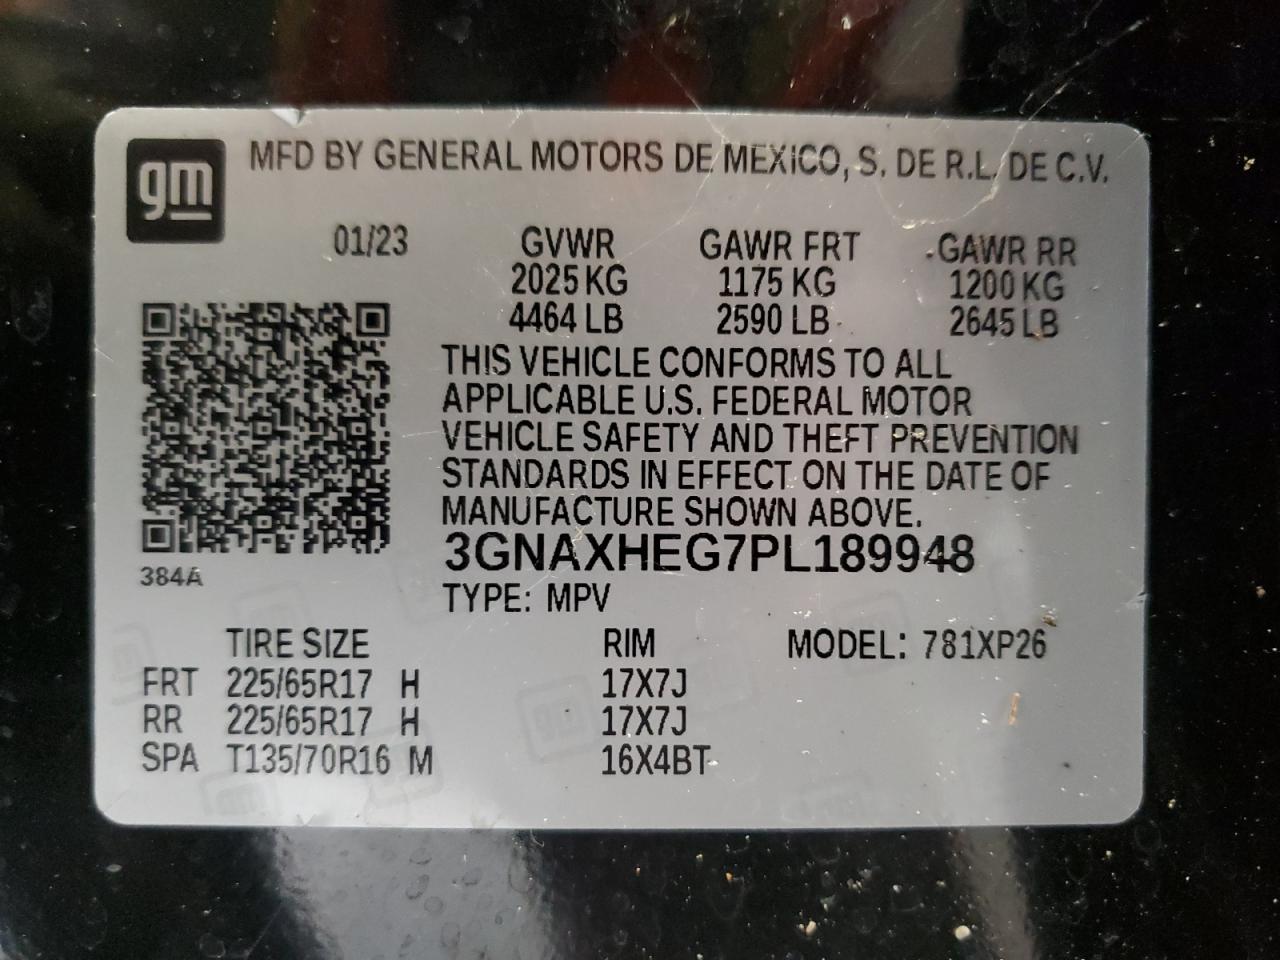 gm MFD BY GENERAL MOTORS DE MEXICO, S. DE R.L. DE C.V.
01/23 GVWR GAWR FRT GAWR RR
2025 KG 1175 KG 1200 KG
4464 LB 2590 LB 2645 LB
THIS VEHICLE CONFORMS TO ALL
APPLICABLE U.S. FEDERAL MOTOR
VEHICLE SAFETY AND THEFT PREVENTION
STANDARDS IN EFFECT ON THE DATE OF
MANUFACTURE SHOWN ABOVE.
3GNAXHEG7PL189948
384A
TYPE: MPV
TIRE SIZE RIM MODEL: 781XP26
FRT 225/65R17 H 17X7J
RR 225/65R17 H 17X7J
SPA T135/70R16 M 16X4BT